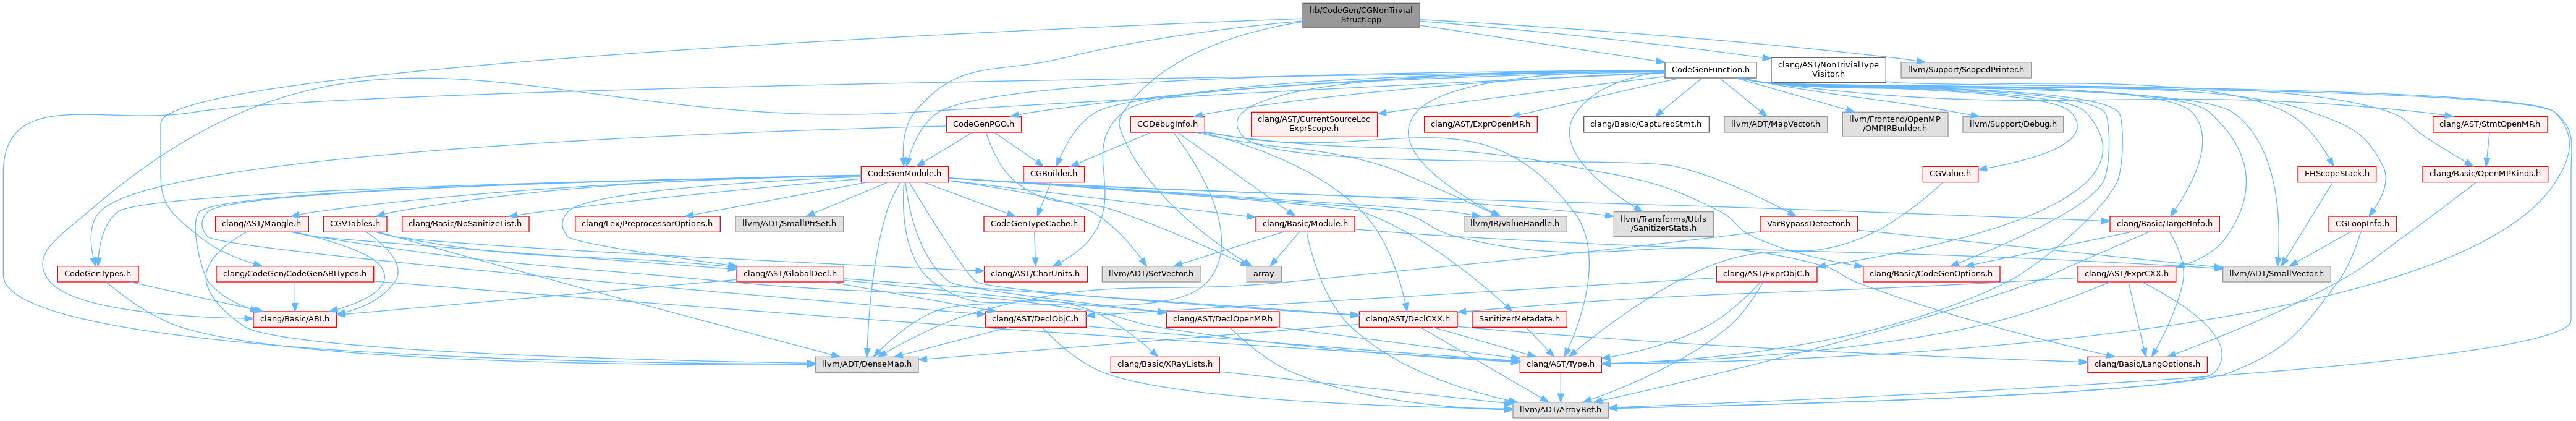 lib/CodeGen/CGNonTrivial
Struct.cpp
CodeGenFunction.h
clang/AST/NonTrivialType
Visitor.h
llvm/Support/ScopedPrinter.h
CodeGenPGO.h
CGDebugInfo.h
clang/AST/CurrentSourceLoc
ExprScope.h
clang/AST/ExprOpenMP.h
clang/Basic/CapturedStmt.h
llvm/ADT/MapVector.h
llvm/Frontend/OpenMP
/OMPIRBuilder.h
llvm/Support/Debug.h
clang/AST/StmtOpenMP.h
CodeGenModule.h
CGBuilder.h
CGValue.h
EHScopeStack.h
clang/Basic/OpenMPKinds.h
clang/AST/Mangle.h
CGVTables.h
clang/Basic/NoSanitizeList.h
clang/Lex/PreprocessorOptions.h
llvm/ADT/SmallPtrSet.h
CodeGenTypeCache.h
clang/Basic/Module.h
llvm/IR/ValueHandle.h
llvm/Transforms/Utils
/SanitizerStats.h
VarBypassDetector.h
clang/Basic/TargetInfo.h
CGLoopInfo.h
CodeGenTypes.h
clang/CodeGen/CodeGenABITypes.h
clang/AST/GlobalDecl.h
clang/AST/CharUnits.h
llvm/ADT/SetVector.h
array
clang/AST/ExprObjC.h
clang/Basic/CodeGenOptions.h
clang/AST/ExprCXX.h
llvm/ADT/SmallVector.h
clang/Basic/ABI.h
clang/AST/DeclObjC.h
clang/AST/DeclOpenMP.h
clang/AST/DeclCXX.h
SanitizerMetadata.h
llvm/ADT/DenseMap.h
clang/Basic/XRayLists.h
clang/AST/Type.h
clang/Basic/LangOptions.h
llvm/ADT/ArrayRef.h